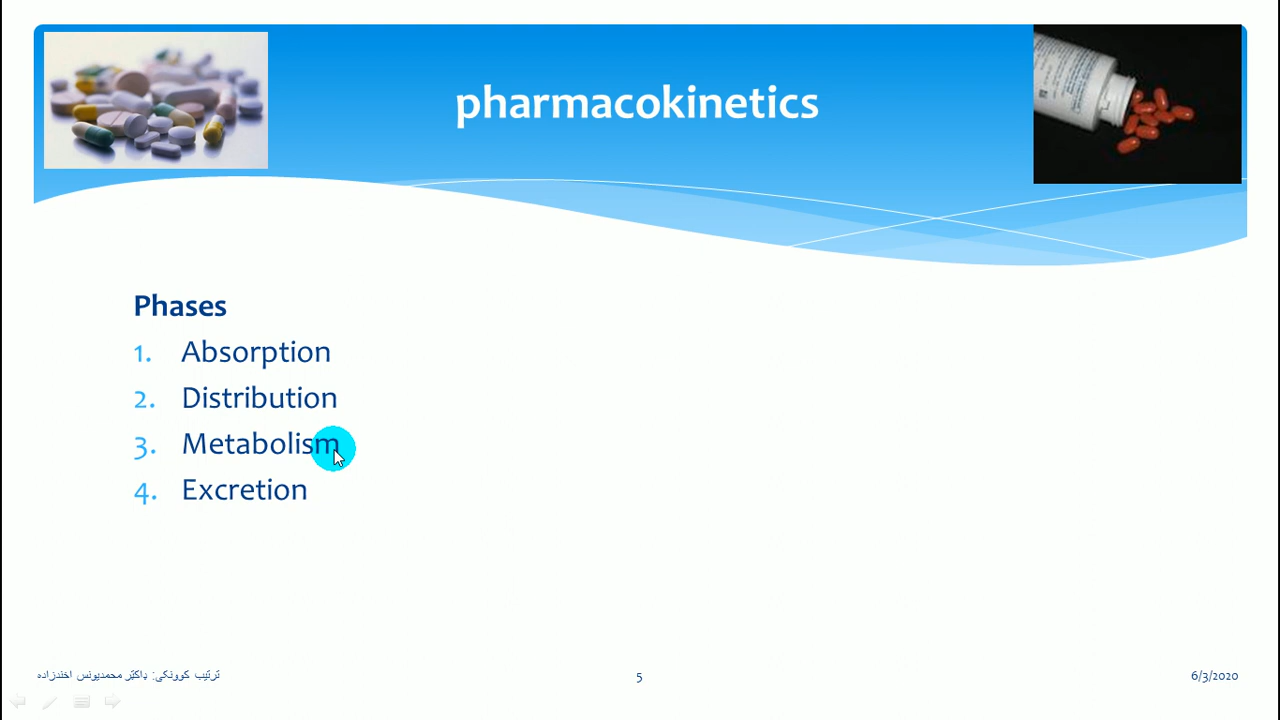 pharmacokinetics
Phases
1. Absorption
2. Distribution
3. Metabolism
4. Excretion
ترتیب کوونکی: ډاکټر محمدیونس اخندزاده
5
6/3/2020